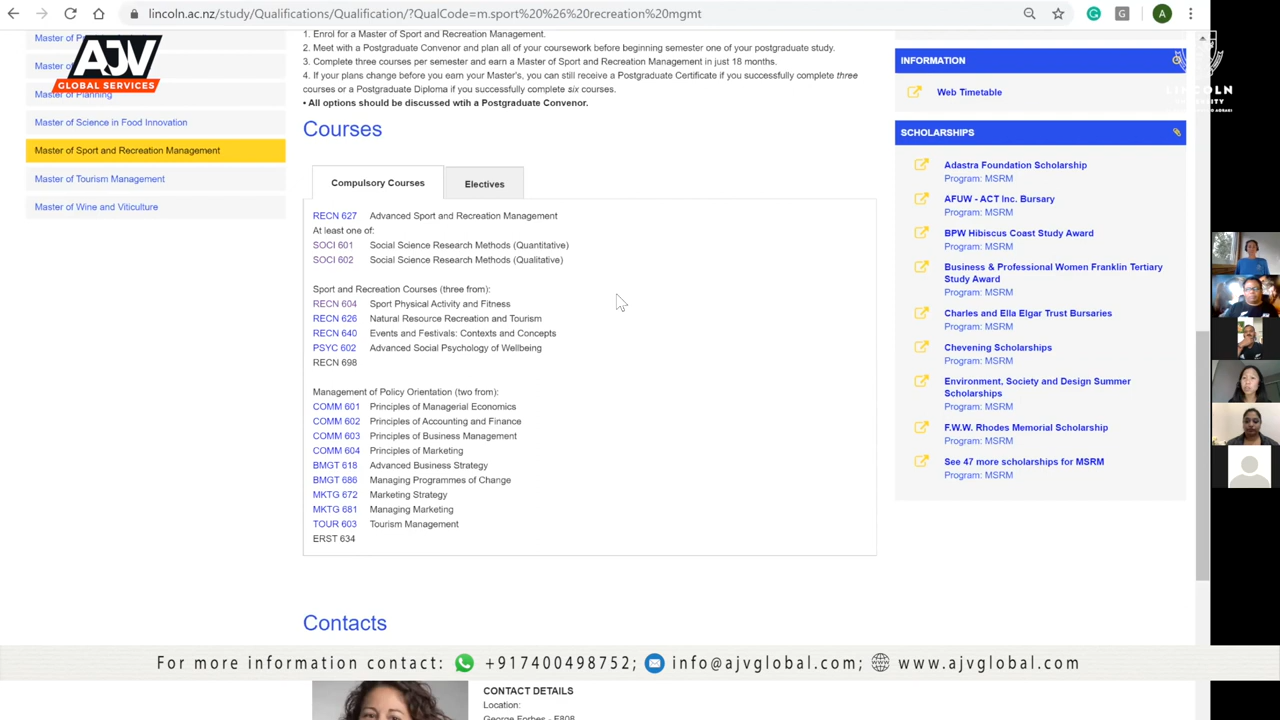 lincoln.ac.nz/study/Qualifications/Qualification/?QualCode=m.sport%20%26%20recreation%20mgmt
G
A
AJV
GLOBAL SERVICES
Master of Planning
Master of Science in Food Innovation
Master of Sport and Recreation Management
Master of Tourism Management
Master of Wine and Viticulture
1. Enrol for a Master of Sport and Recreation Management.
2. Meet with a Postgraduate Convenor and plan all of your coursework before beginning semester one of your postgraduate study.
3. Complete three courses per semester and earn a Master of Sport and Recreation Management in just 18 months.
4. If your plans change before you earn your Master's, you can still receive a Postgraduate Certificate if you successfully complete three
courses or a Postgraduate Diploma if you successfully complete six courses.
• All options should be discussed wtih a Postgraduate Convenor.
Courses
Compulsory Courses
Electives
RECN 627 Advanced Sport and Recreation Management
At least one of:
SOCI 601 Social Science Research Methods (Quantitative)
SOCI 602 Social Science Research Methods (Qualitative)
Sport and Recreation Courses (three from):
RECN 604 Sport Physical Activity and Fitness
RECN 626 Natural Resource Recreation and Tourism
RECN 640 Events and Festivals: Contexts and Concepts
PSYC 602 Advanced Social Psychology of Wellbeing
RECN 698
Management of Policy Orientation (two from):
COMM 601 Principles of Managerial Economics
COMM 602 Principles of Accounting and Finance
COMM 603 Principles of Business Management
COMM 604 Principles of Marketing
BMGT 618 Advanced Business Strategy
BMGT 686 Managing Programmes of Change
MKTG 672 Marketing Strategy
MKTG 681 Managing Marketing
TOUR 603 Tourism Management
ERST 634
Contacts
CONTACT DETAILS
Location:
George Forbes - F808
INFORMATION
Web Timetable
LINCOLN
SCHOLARSHIPS
Adastra Foundation Scholarship
Program: MSRM
AFUW - ACT Inc. Bursary
Program: MSRM
BPW Hibiscus Coast Study Award
Program: MSRM
Business & Professional Women Franklin Tertiary
Study Award
Program: MSRM
Charles and Ella Elgar Trust Bursaries
Program: MSRM
Chevening Scholarships
Program: MSRM
Environment, Society and Design Summer
Scholarships
Program: MSRM
F.W.W. Rhodes Memorial Scholarship
Program: MSRM
See 47 more scholarships for MSRM
Program: MSRM
For more information contact: +917400498752; info@ajvglobal.com; www.ajvglobal.com